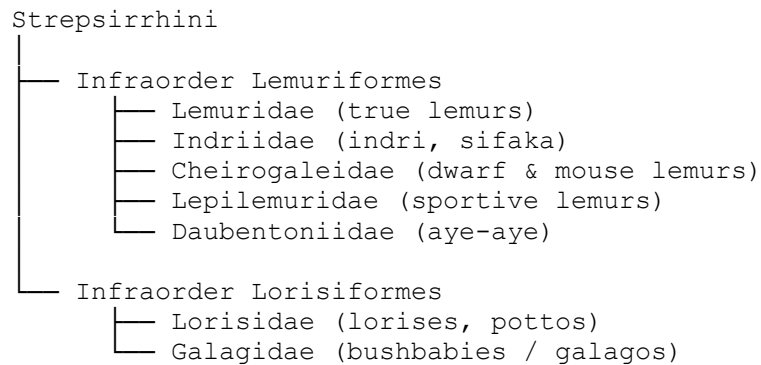 Strepsirrhini
Infraorder Lemuriformes
Lemuridae (true lemurs)
Indriidae (indri, sifaka)
Cheirogaleidae (dwarf & mouse lemurs)
Lepilemuridae (sportive lemurs)
Daubentoniidae (aye-aye)
Infraorder Lorisiformes
Lorisidae (lorises, pottos)
Galagidae (bushbabies / galagos)